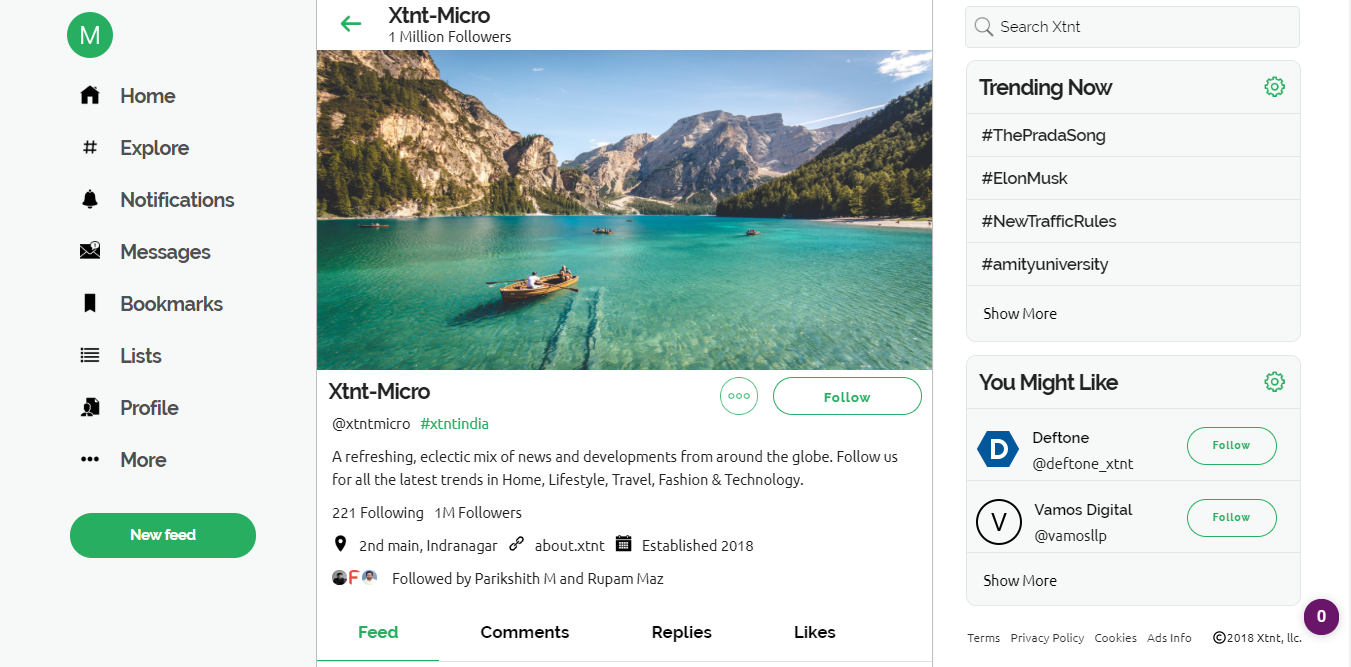 M
Home
Explore
Notifications
Messages
Bookmarks
Lists
Profile
More
New feed
Xtnt-Micro
1 Million Followers
Xtnt-Micro
Follow
@xtntmicro #xtntindia
A refreshing, eclectic mix of news and developments from around the globe. Follow us
for all the latest trends in Home, Lifestyle, Travel, Fashion & Technology.
221 Following 1M Followers
2nd main, Indranagar about.xtnt Established 2018
F Followed by Parikshith M and Rupam Maz
Feed Comments Replies Likes
Search Xtnt
Trending Now
#ThePradaSong
#ElonMusk
#NewTrafficRules
#amityuniversity
Show More
You Might Like
D Deftone
@deftone_xtnt
Follow
V Vamos Digital
@vamosllp
Follow
Show More
0
Terms Privacy Policy Cookies Ads Info ©2018 Xtnt, llc.